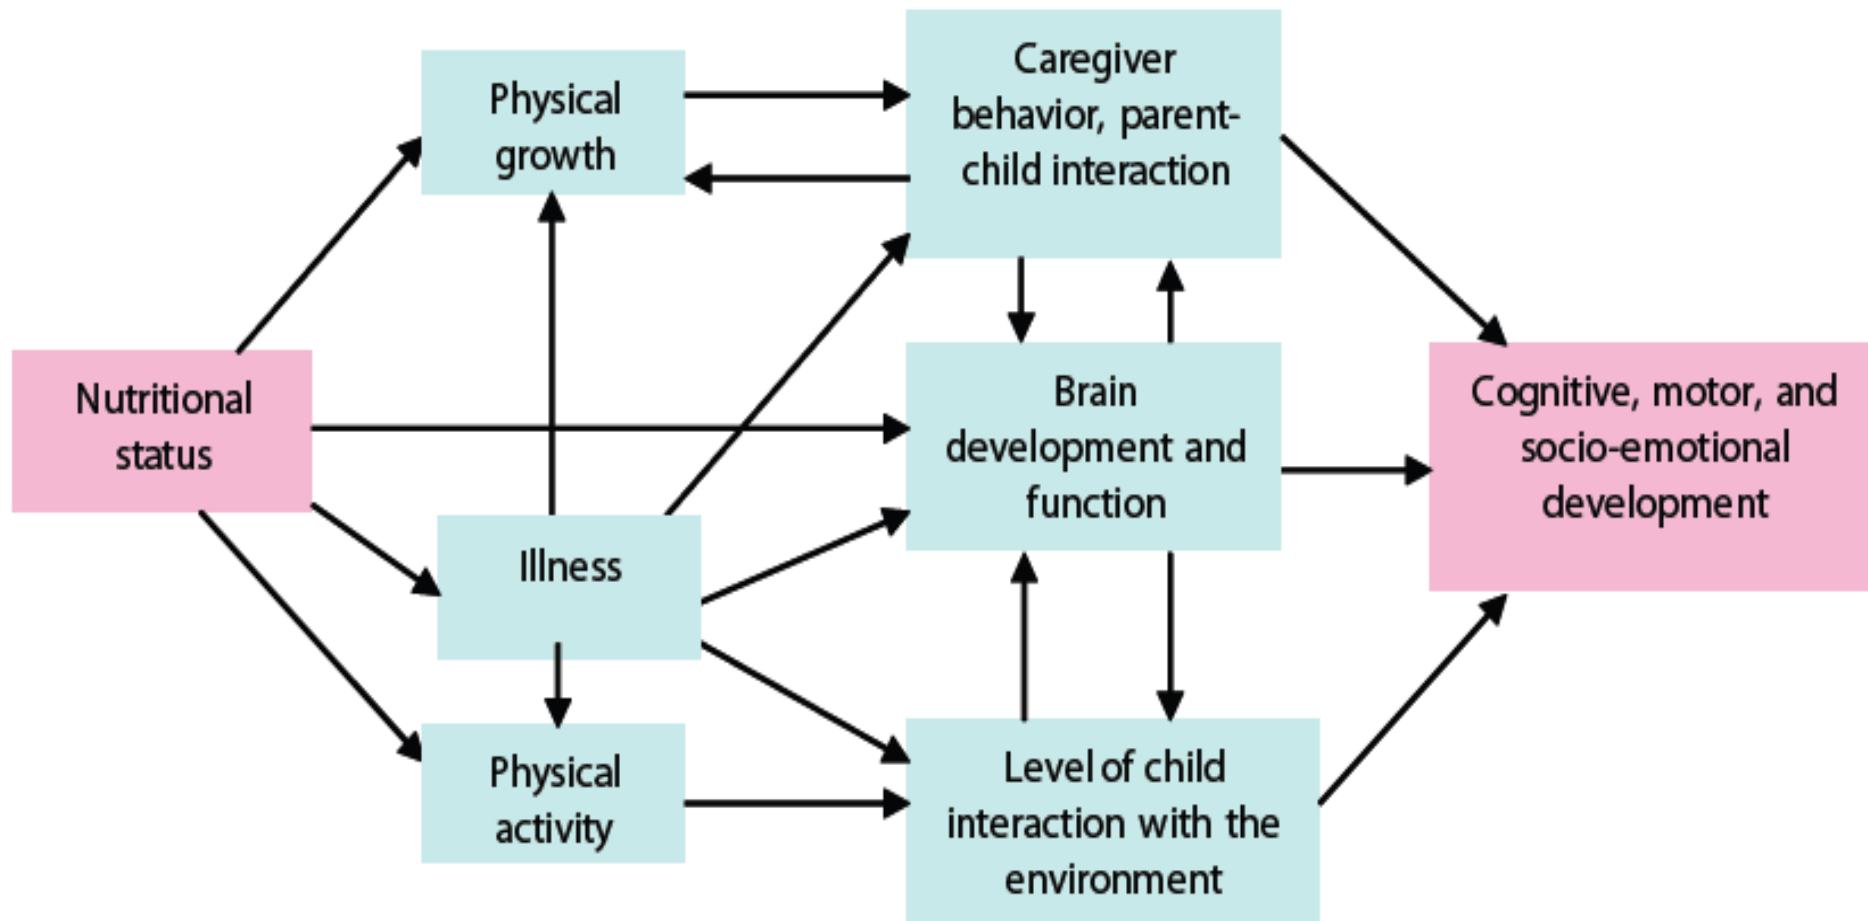 Physical
growth
Caregiver
behavior, parent-
child interaction
Nutritional
status
Brain
development and
function
Cognitive, motor, and
socio-emotional
development
Illness
Physical
activity
Level of child
interaction with the
environment